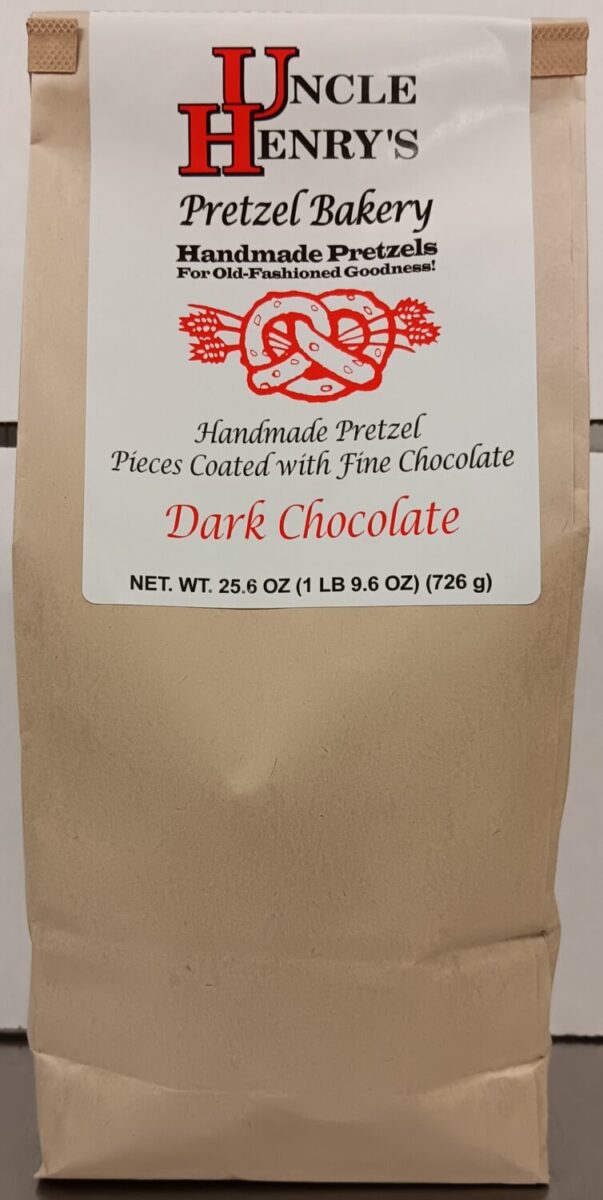 UNCLE
HENRY'S
Pretzel Bakery
Handmade Pretzels
For Old-Fashioned Goodness!
Handmade Pretzel
Pieces Coated with Fine Chocolate
Dark Chocolate
NET. WT. 25.6 OZ (1 LB 9.6 OZ) (726 g)